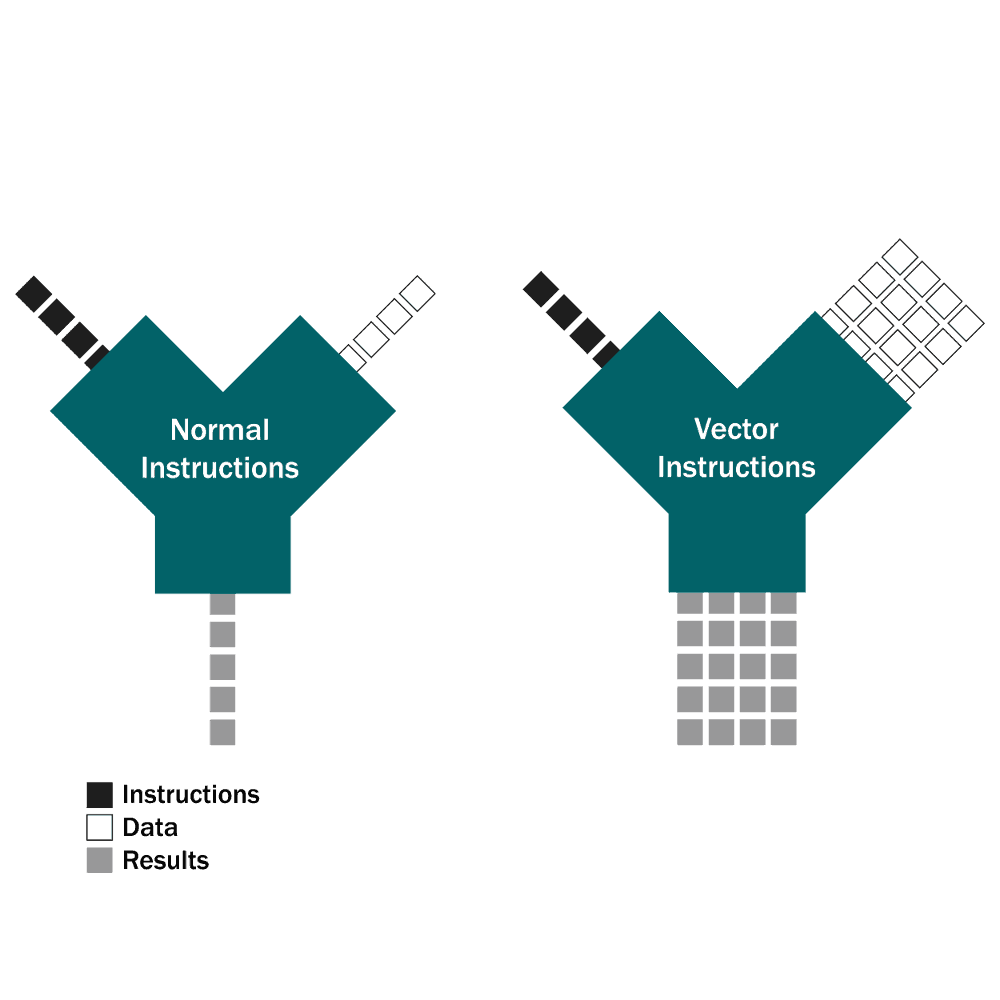 Normal
Instructions
Vector
Instructions
Instructions
Data
Results